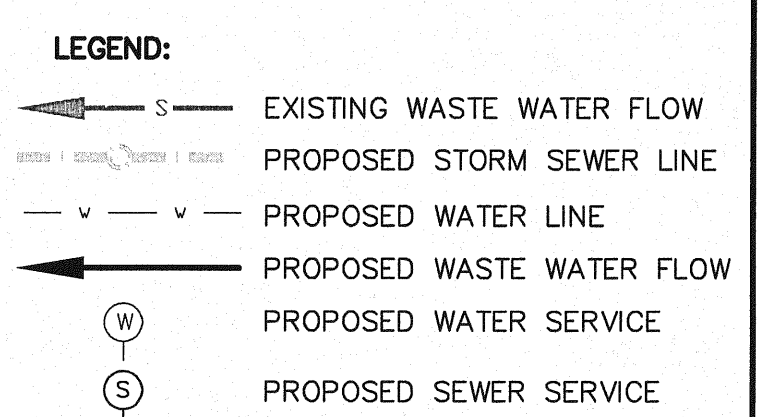 LEGEND:
S EXISTING WASTE WATER FLOW
PROPOSED STORM SEWER LINE
W W PROPOSED WATER LINE
PROPOSED WASTE WATER FLOW
W PROPOSED WATER SERVICE
S PROPOSED SEWER SERVICE